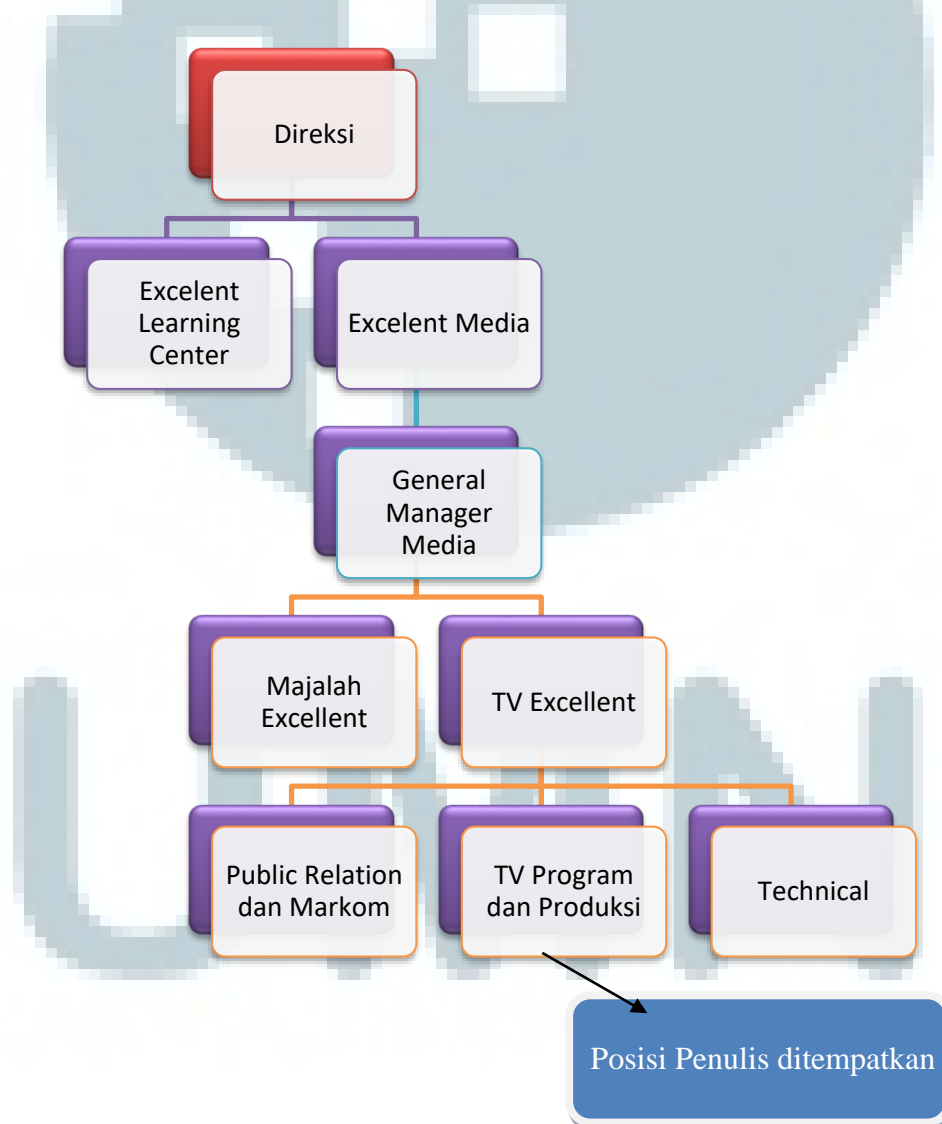 Direksi
Excelent
Learning
Center
Excelent Media
General
Manager
Media
Majalah
Excellent
TV Excellent
Public Relation
dan Markom
TV Program
dan Produksi
Technical
Posisi Penulis ditempatkan
UMN